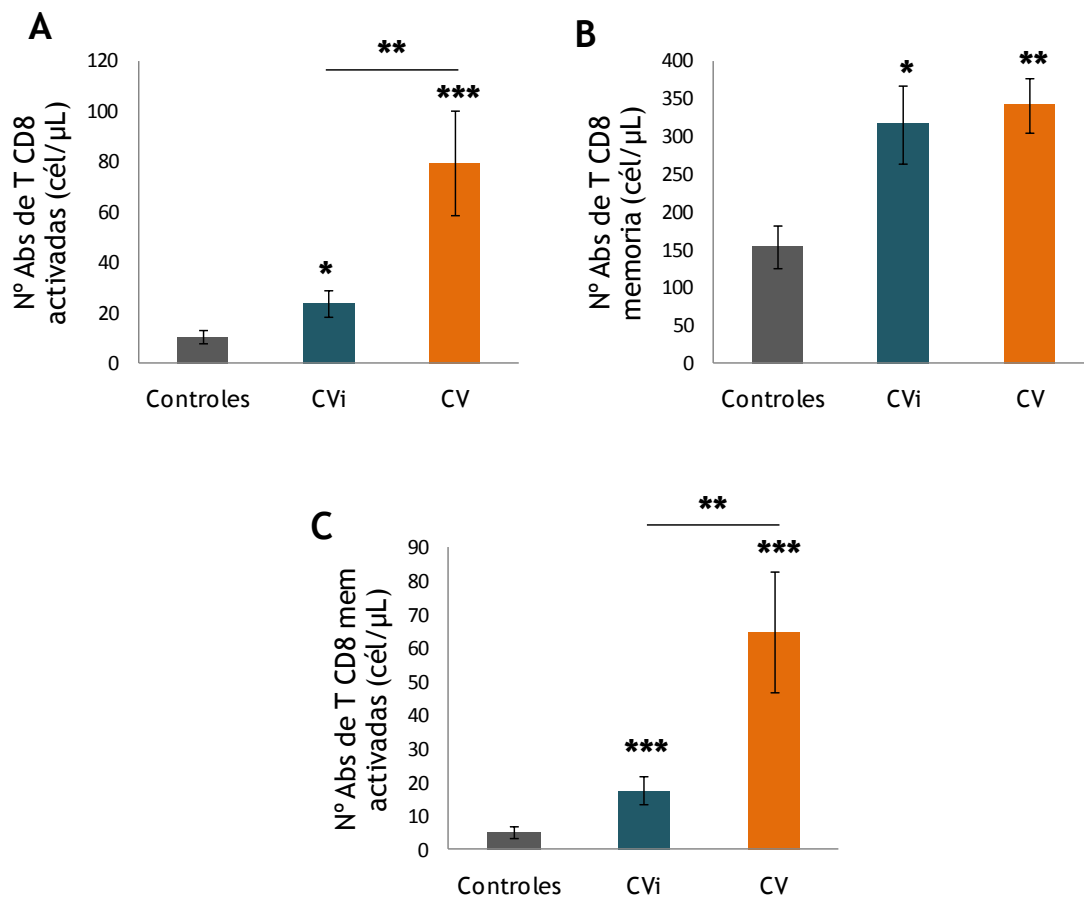 A
Nº Abs de T CD8
activadas (cél/µL)
120
100
80
60
40
20
0
**
*
***
Controles
CVi
CV
B
Nº Abs de T CD8
memoria (cél/µL)
400
350
300
250
200
150
100
50
0
*
**
Controles
CVi
CV
C
Nº Abs de T CD8 mem
activadas (cél/µL)
90
80
70
60
50
40
30
20
10
0
**
***
***
Controles
CVi
CV